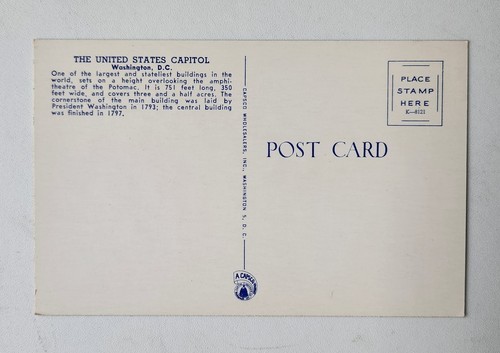 THE UNITED STATES CAPITOL
Washington, D.C.
One of the largest and stateliest buildings in the
world, sets on a height overlooking the amphi-
theatre of the Potomac. It is 751 feet long, 350
feet wide, and covers three and a half acres. The
cornerstone of the main building was laid by
President Washington in 1793; the central building
was finished in 1797.
CAPSCO WHOLESALERS, INC., WASHINGTON 9, D. C.
POST CARD
PLACE
STAMP
HERE
K—8121